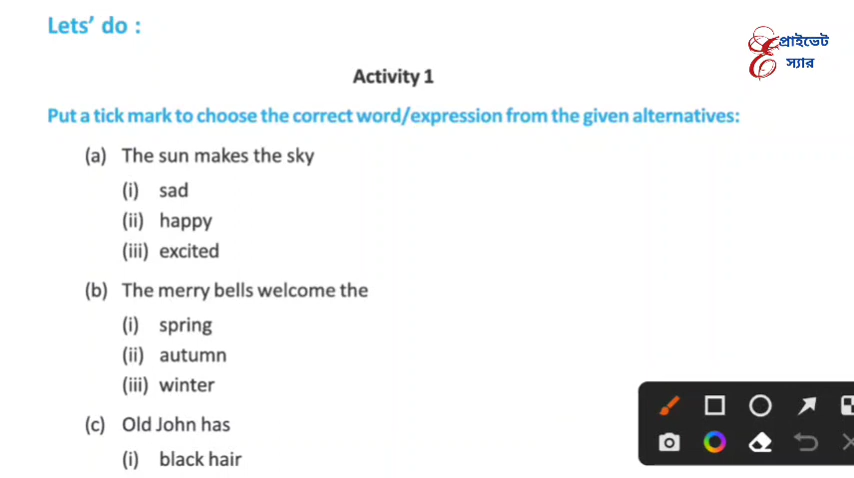 Lets' do :
প্রাইভেট
স্যার
Activity 1
Put a tick mark to choose the correct word/expression from the given alternatives:
(a) The sun makes the sky
(i) sad
(ii) happy
(iii) excited
(b) The merry bells welcome the
(i) spring
(ii) autumn
(iii) winter
(c) Old John has
(i) black hair